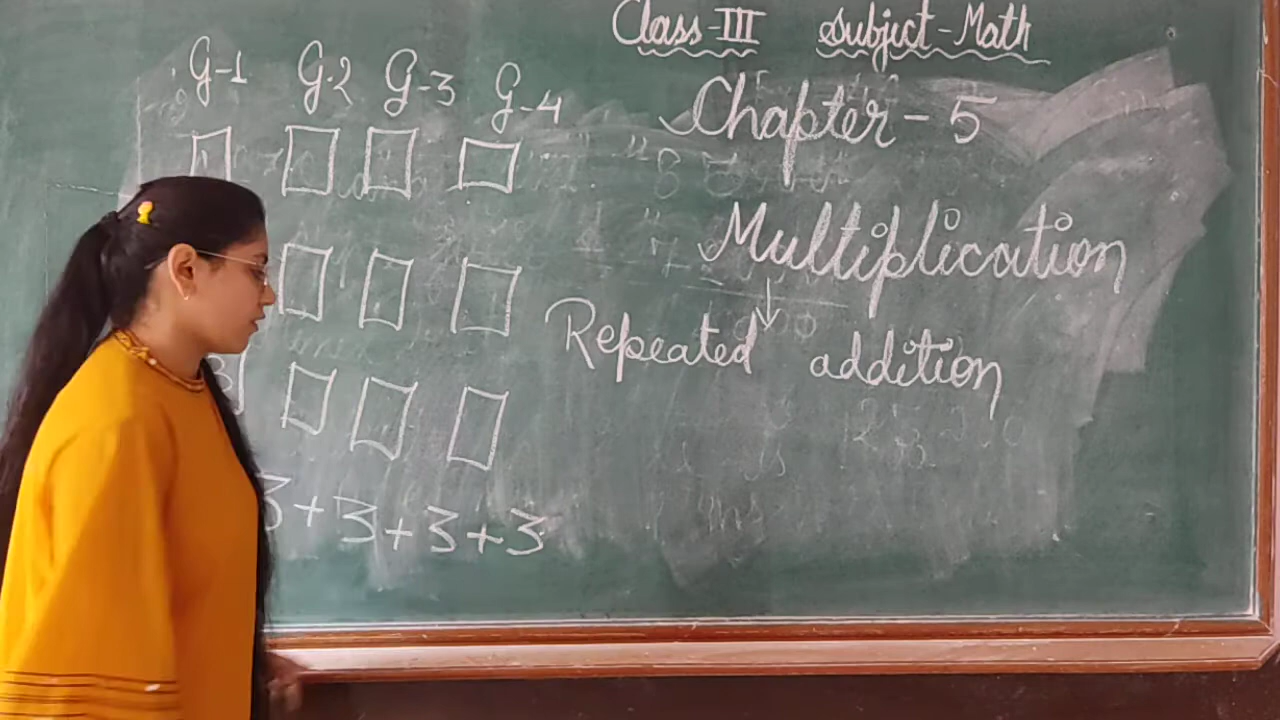 Class-III Subject-Math
G-1 G-2 G-3 G-4
Chapter-5
Multiplication
↓
Repeated addition
3+3+3+3